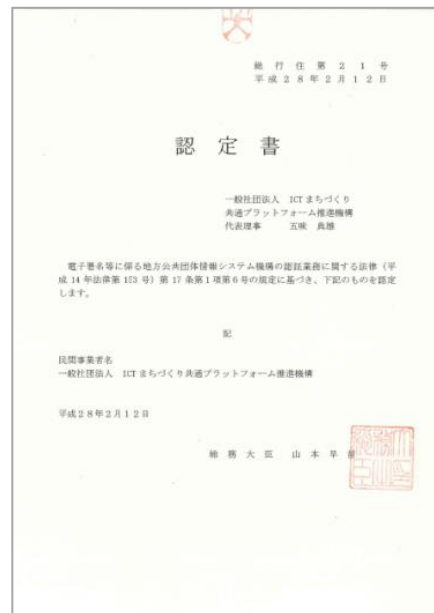 総行住第21号
平成28年2月12日
認定書
一般社団法人 ICTまちづくり
共通プラットフォーム推進機構
代表理事 五味 典雄
電子署名等に係る地方公共団体情報システム機構の認証業務に関する法律（平
成14年法律第153号）第17条第1項第6号の規定に基づき、下記のものを認定
します。
記
民間事業者名
一般社団法人 ICTまちづくり共通プラットフォーム推進機構
平成28年2月12日
総務大臣 山本早